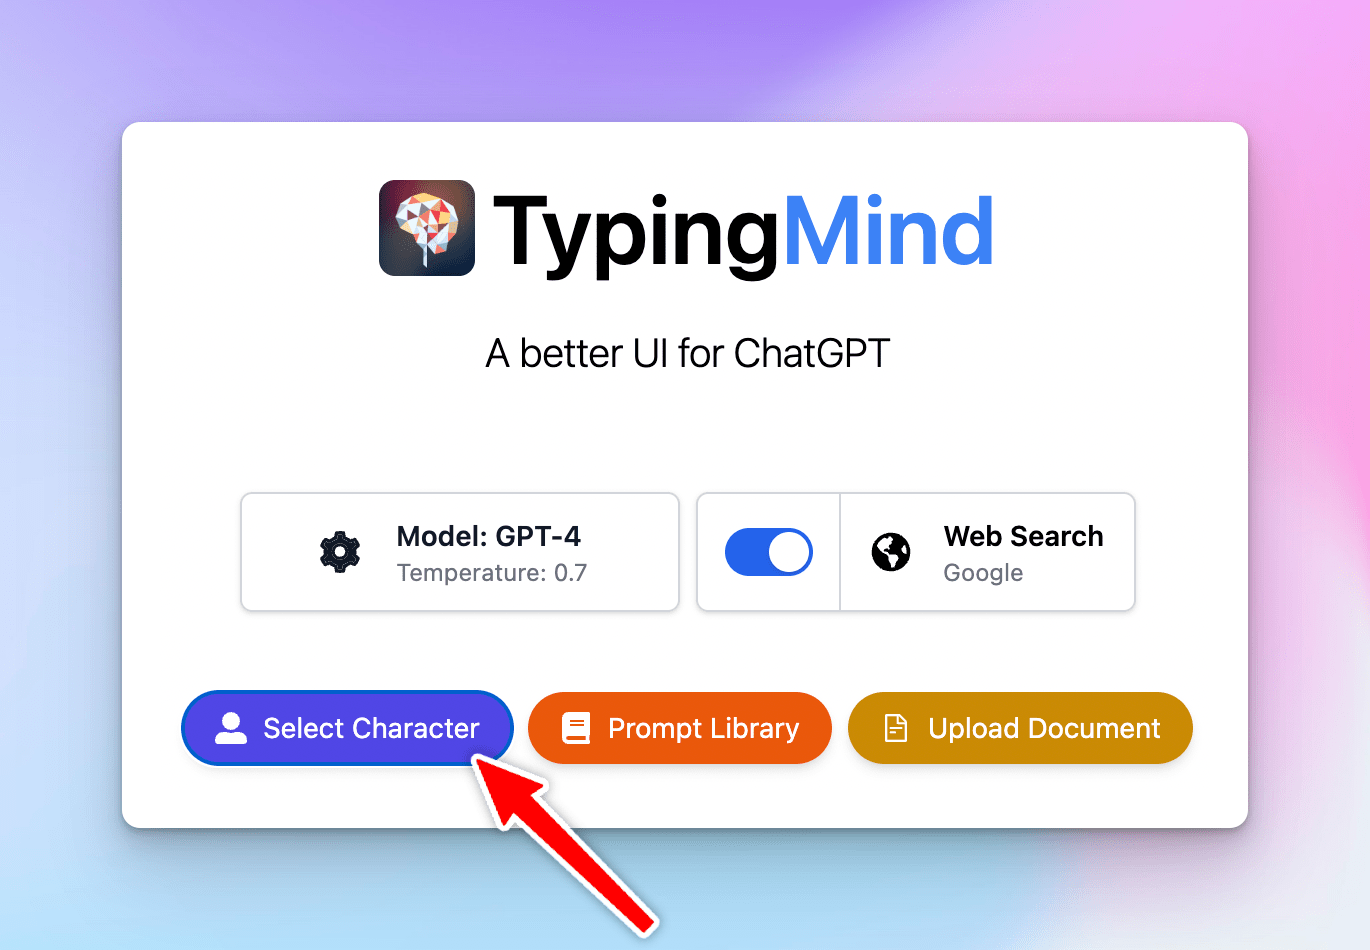 TypingMind
A better UI for ChatGPT
Model: GPT-4
Temperature: 0.7
Web Search
Google
Select Character
Prompt Library
Upload Document